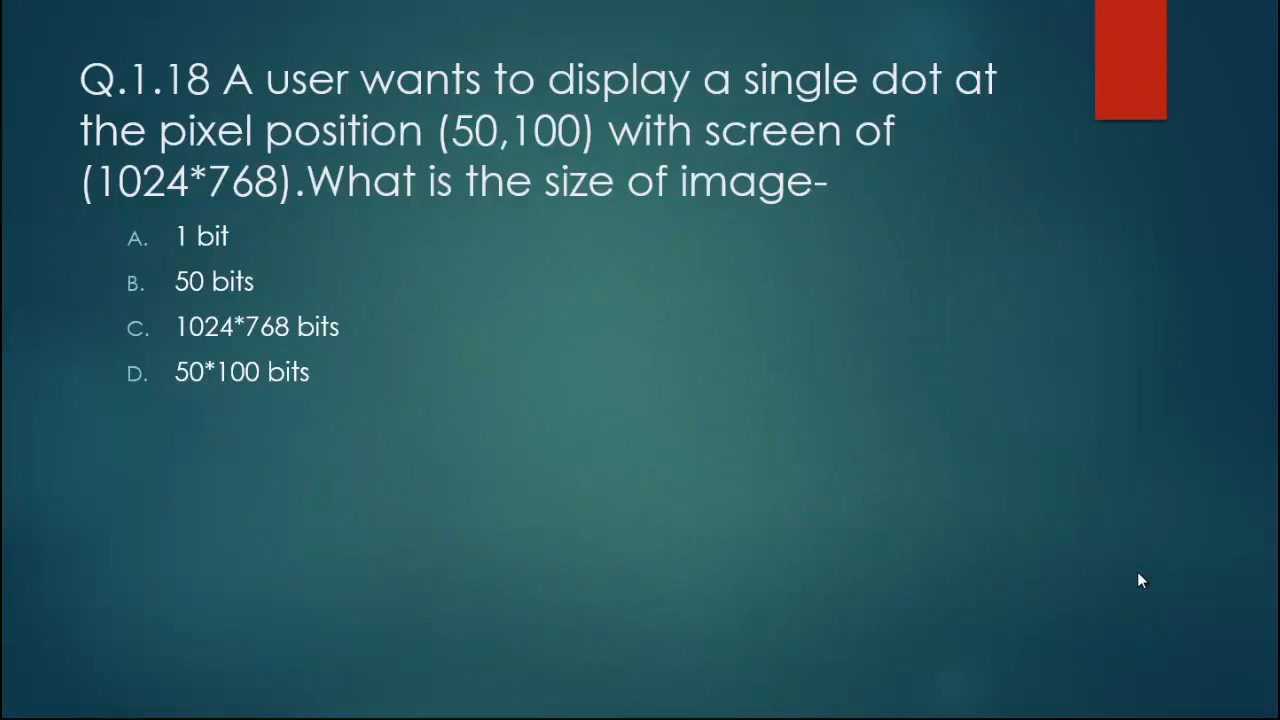 Q.1.18 A user wants to display a single dot at
the pixel position (50,100) with screen of
(1024*768).What is the size of image-
A. 1 bit
B. 50 bits
C. 1024*768 bits
D. 50*100 bits